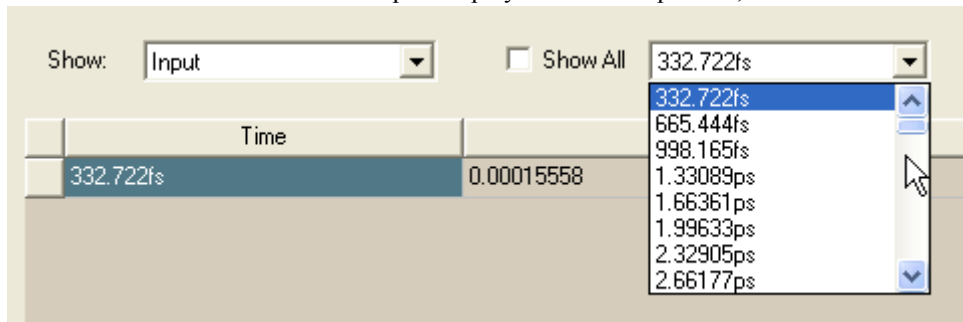 Show: Input Show All 332.722fs
332.722fs
665.444fs
Time
998.165fs
332.722fs 0.00015558 1.33089ps
1.66361ps
1.99633ps
2.32905ps
2.66177ps